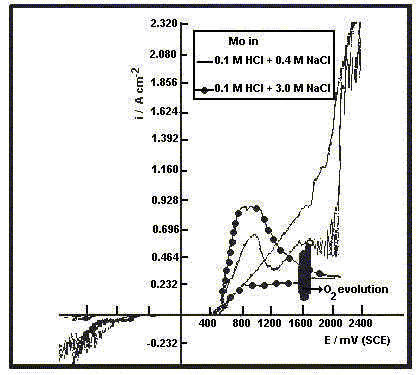 2.320
2.080
1.856
1.624
1.392
1.160
0.928
0.696
0.464
0.232
-0.232
i / A cm-2
Mo in
0.1 M HCl + 0.4 M NaCl
0.1 M HCl + 3.0 M NaCl
O2 evolution
400 800 1200 1600 2000 2400
E / mV (SCE)